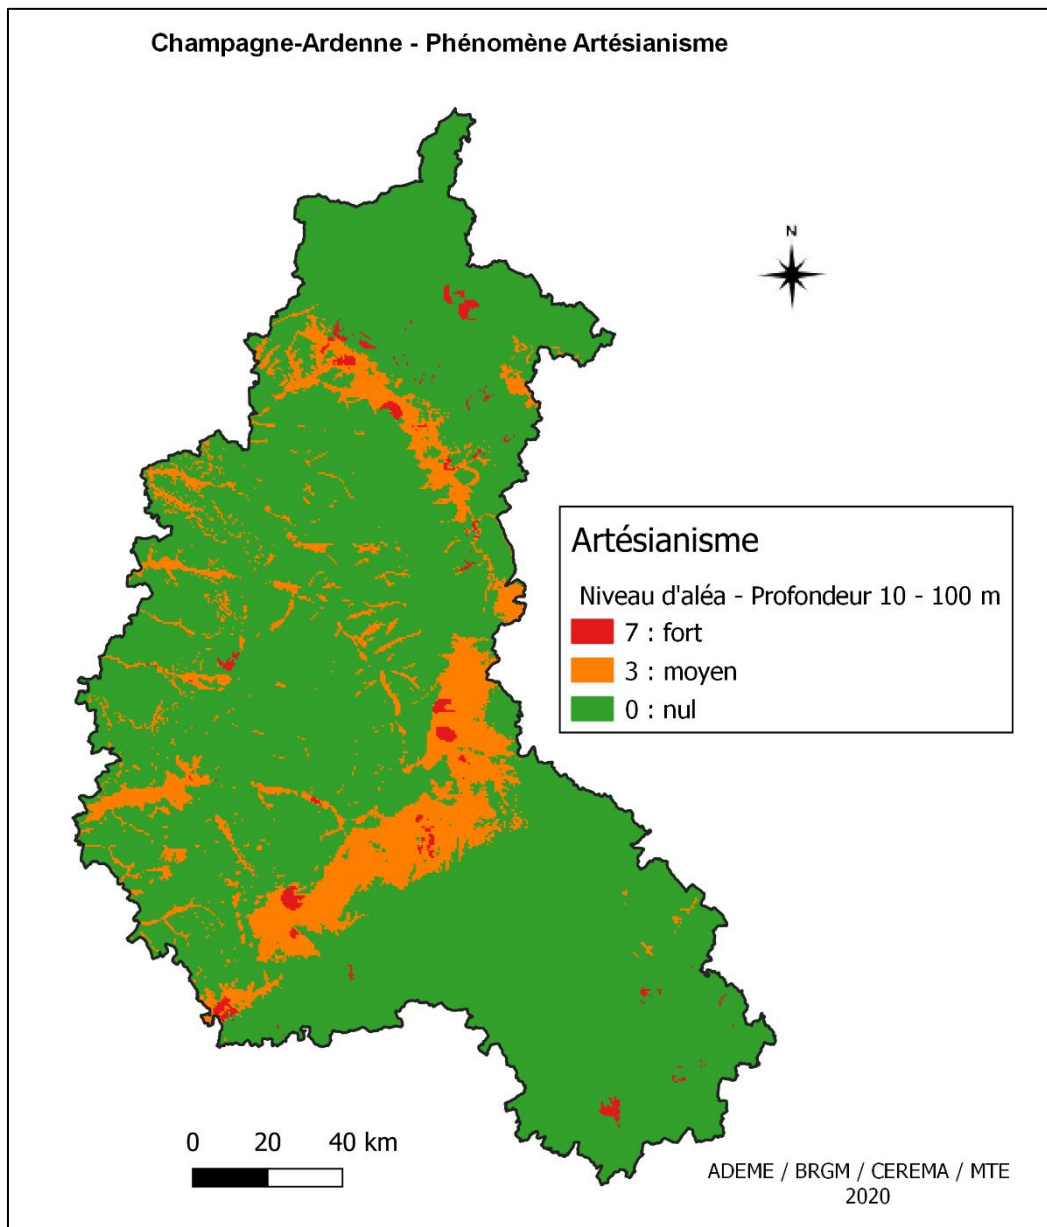 Champagne-Ardenne - Phénomène Artésianisme
N
Artésianisme
Niveau d'aléa - Profondeur 10 - 100 m
7 : fort
3 : moyen
0 : nul
0 20 40 km
ADEME / BRGM / CEREMA / MTE
2020